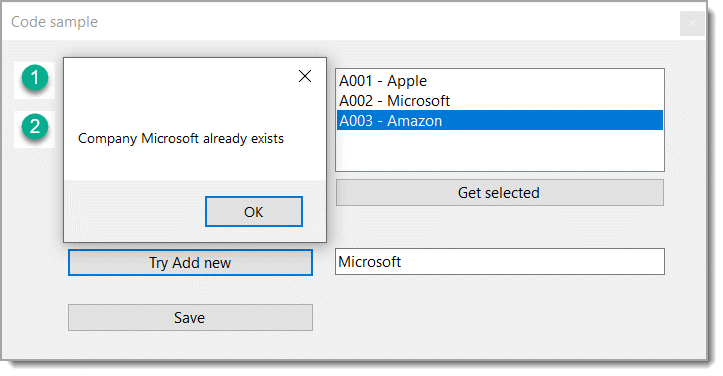 Code sample
1
2
Company Microsoft already exists
OK
A001 - Apple
A002 - Microsoft
A003 - Amazon
Get selected
Try Add new
Microsoft
Save